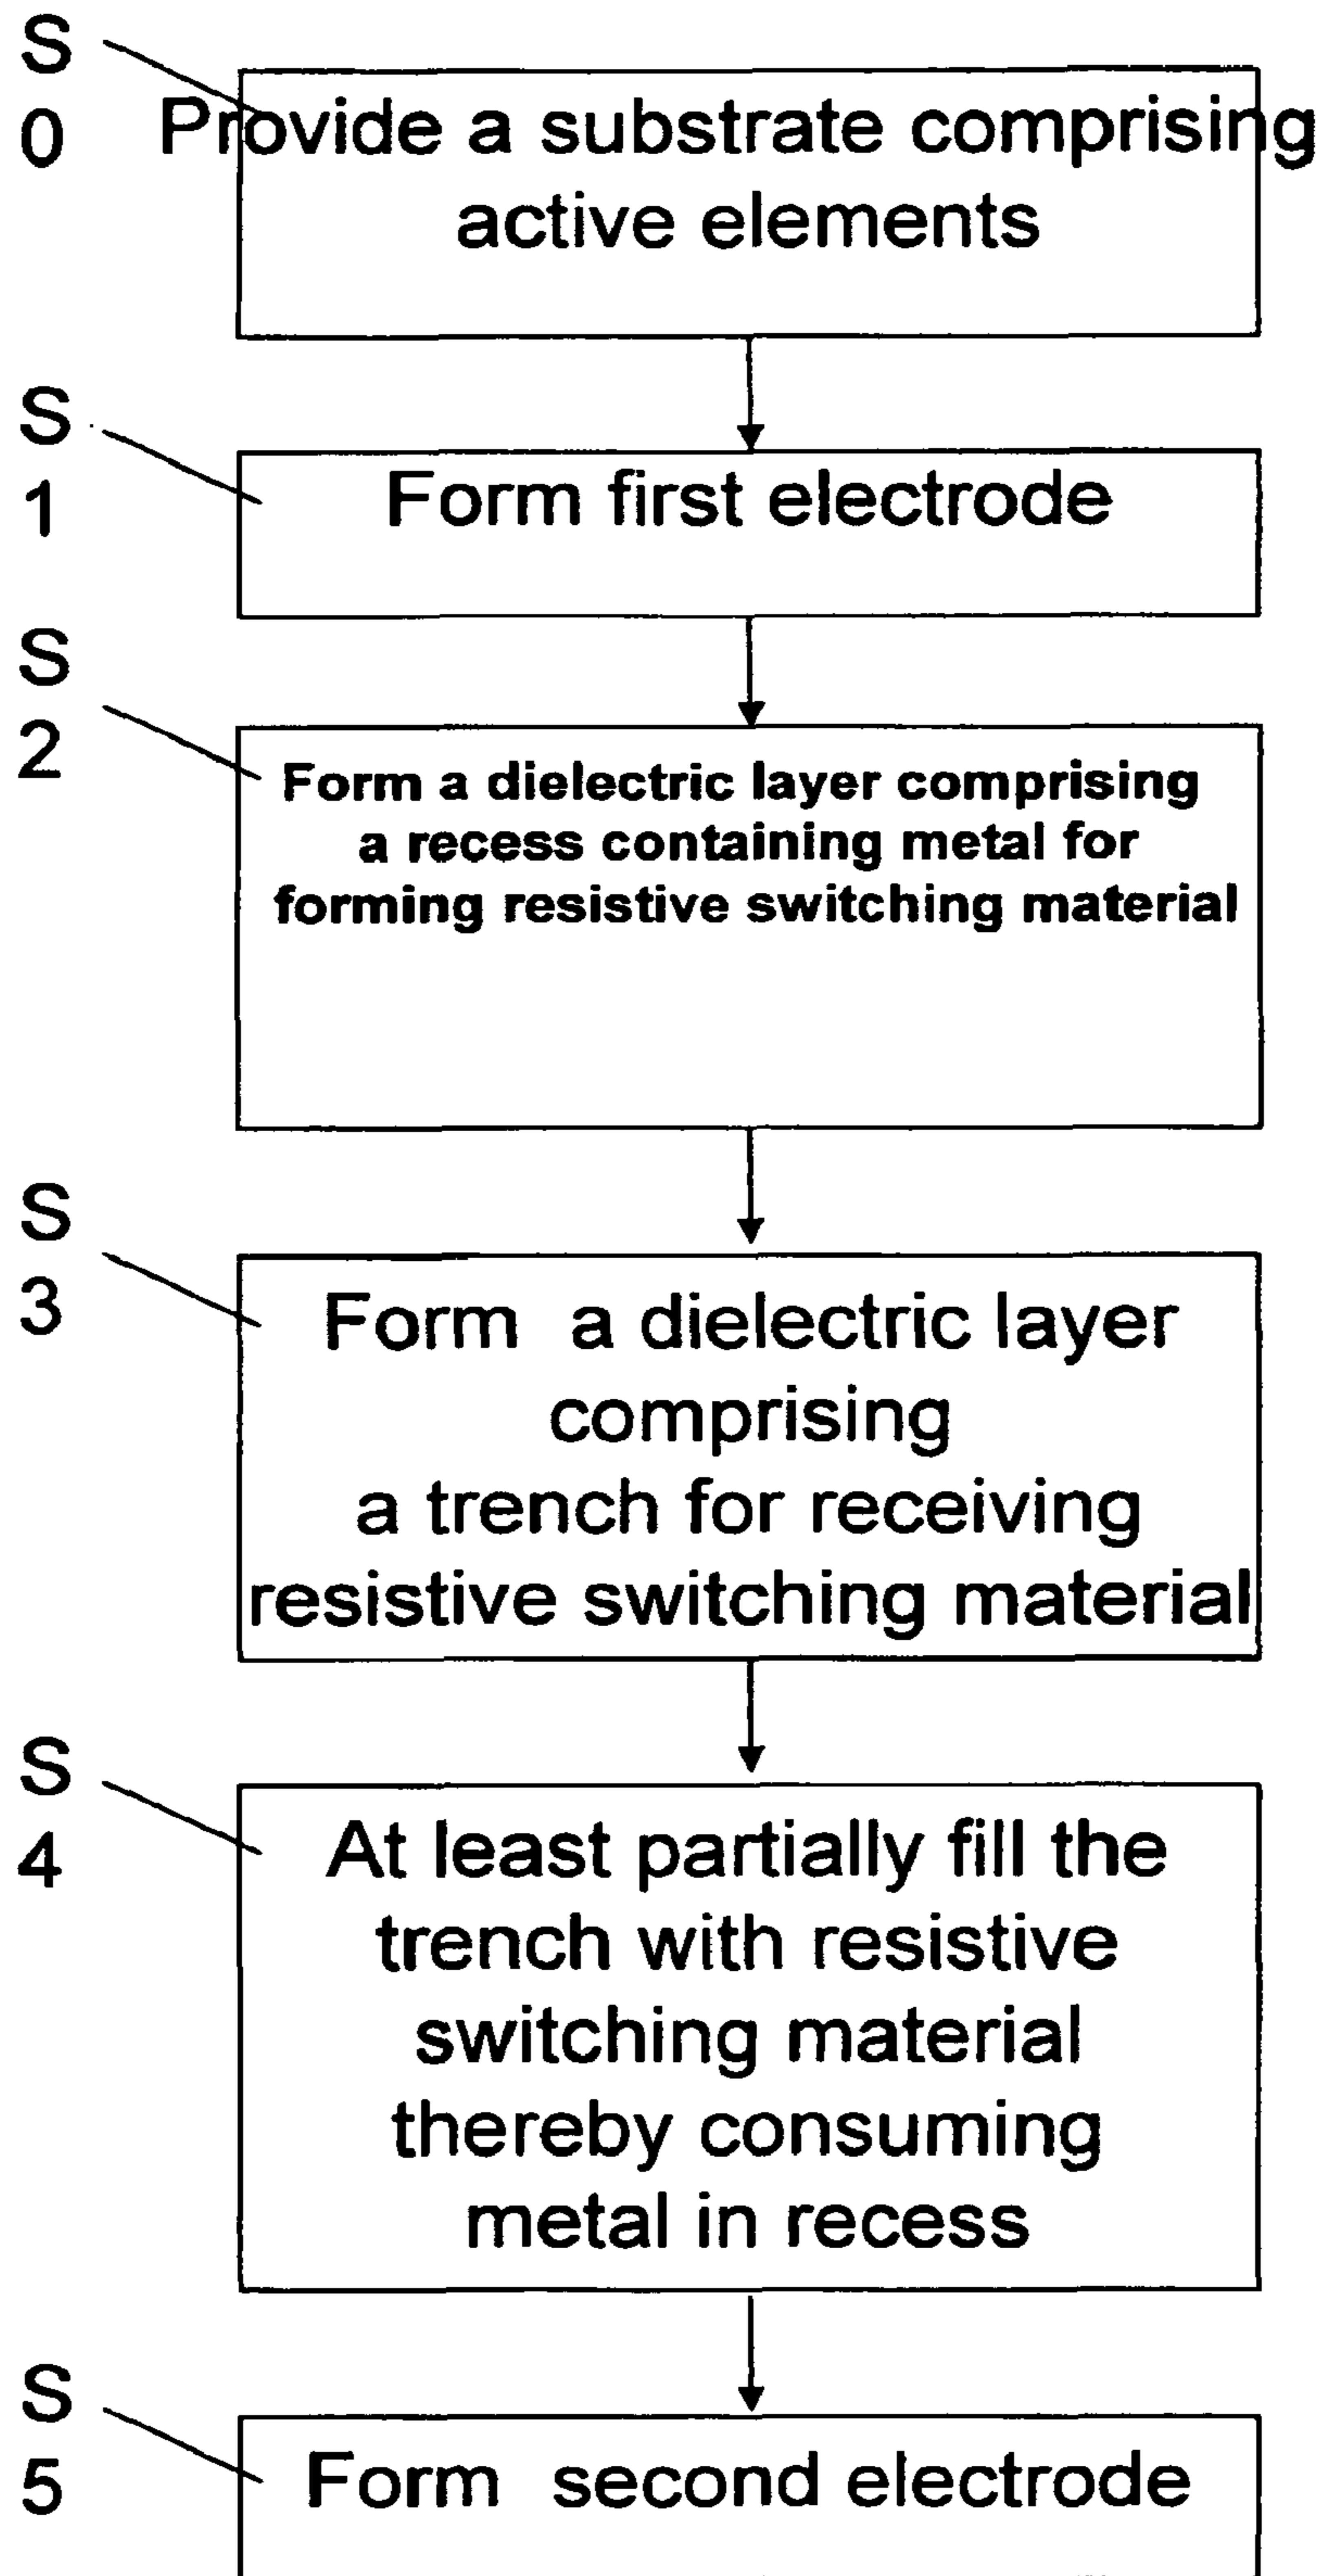 S
0
Provide a substrate comprising
active elements
S
1
Form first electrode
S
2
Form a dielectric layer comprising
a recess containing metal for
forming resistive switching material
S
3
Form a dielectric layer
comprising
a trench for receiving
resistive switching material
S
4
At least partially fill the
trench with resistive
switching material
thereby consuming
metal in recess
S
5
Form second electrode